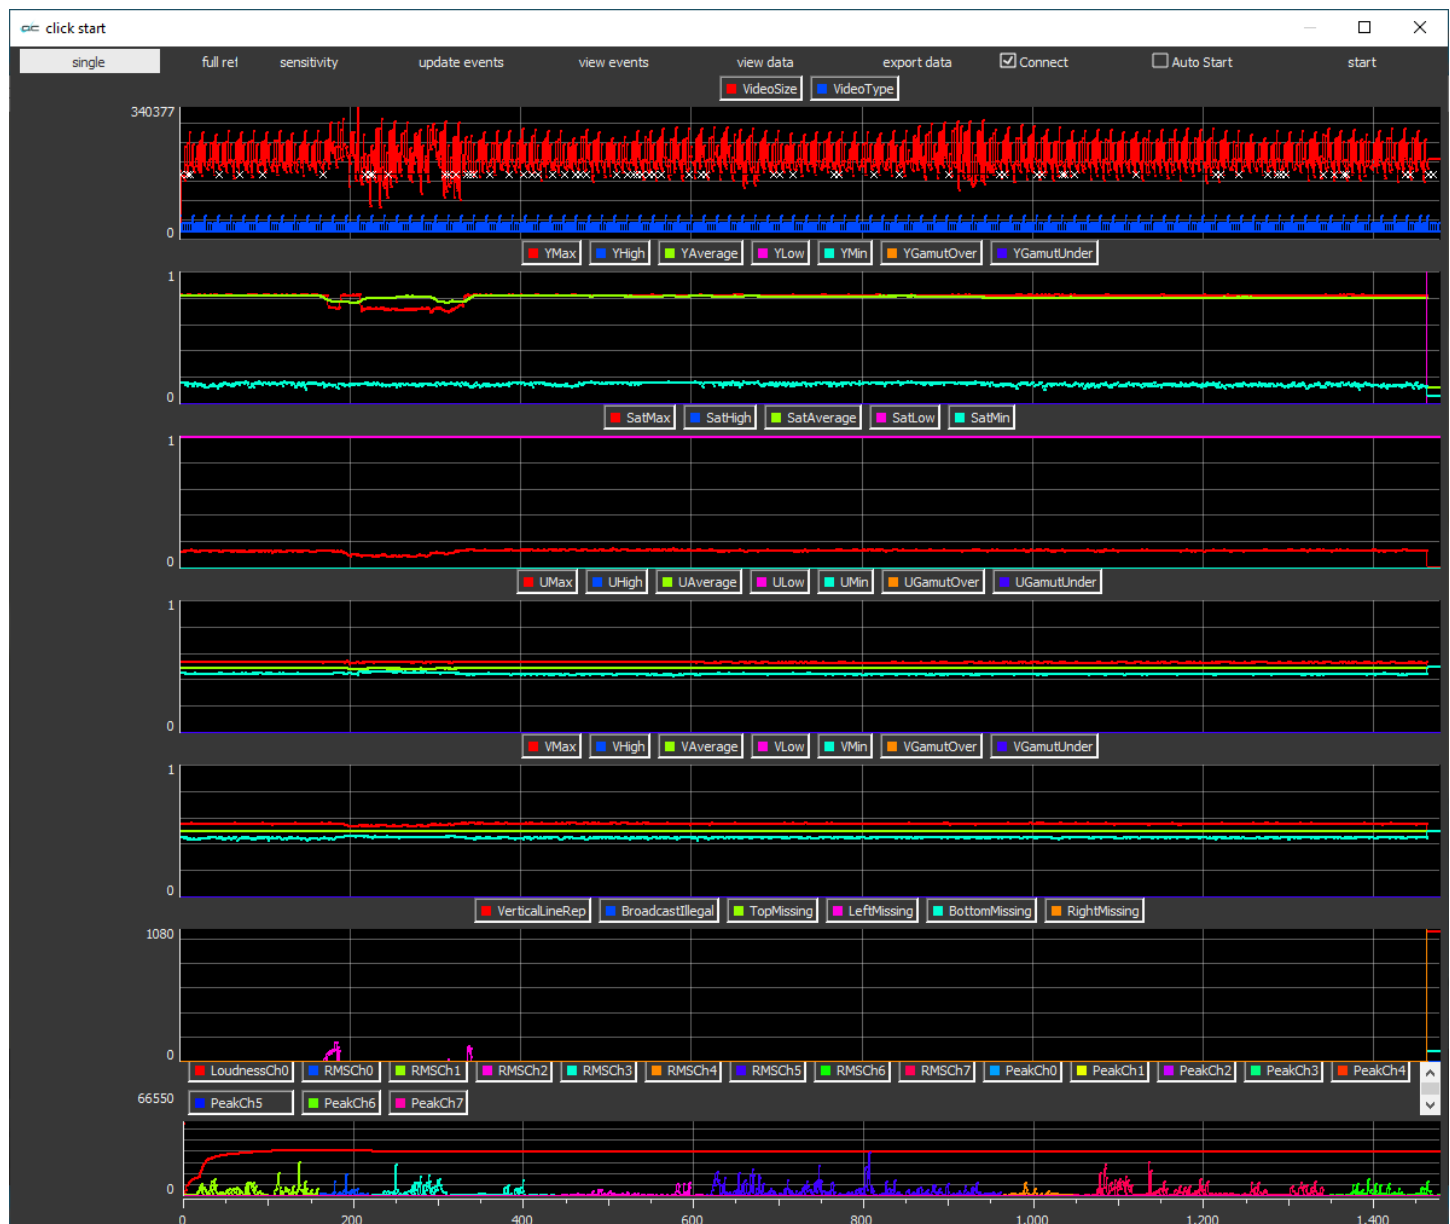 click start
single full ref sensitivity update events view events view data export data Connect Auto Start start
VideoSize VideoType
340377
0
YMax YHigh YAverage YLow YMin YGamutOver YGamutUnder
1
0
SatMax SatHigh SatAverage SatLow SatMin
1
0
UMax UHigh UAverage ULow UMin UGamutOver UGamutUnder
1
0
VMax VHigh VAverage VLow VMin VGamutOver VGamutUnder
1
0
VerticalLineRep BroadcastIllegal TopMissing LeftMissing BottomMissing RightMissing
1080
0
LoudnessCh0 RMSCh0 RMSCh1 RMSCh2 RMSCh3 RMSCh4 RMSCh5 RMSCh6 RMSCh7 PeakCh0 PeakCh1 PeakCh2 PeakCh3 PeakCh4
66550 PeakCh5 PeakCh6 PeakCh7
0
0 200 400 600 800 1,000 1,200 1,400